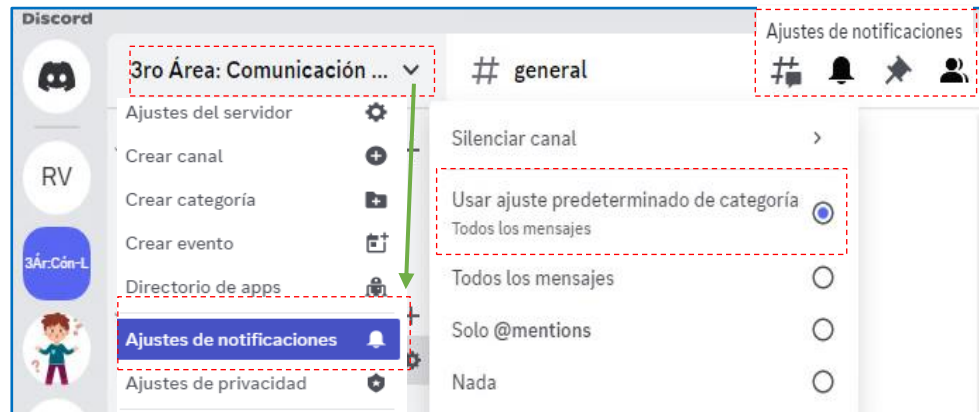 Discord
Ajustes de notificaciones
3ro Área: Comunicación ...
# general
Ajustes del servidor
Crear canal
Crear categoría
Crear evento
Directorio de apps
Ajustes de notificaciones
Ajustes de privacidad
RV
3Ár:Cón-L
Silenciar canal
Usar ajuste predeterminado de categoría
Todos los mensajes
Todos los mensajes
Solo @mentions
Nada